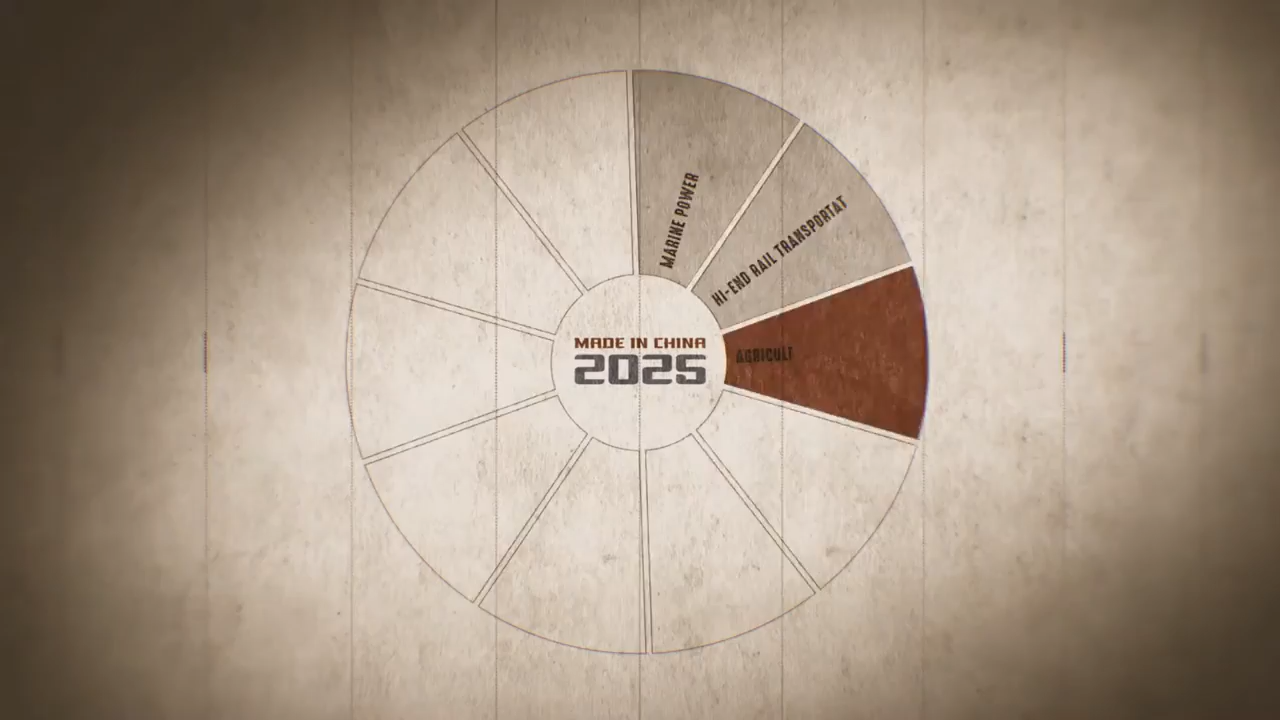 MARINE POWER
HI-END RAIL TRANSPORTAT
AGRICULT
MADE IN CHINA
2025